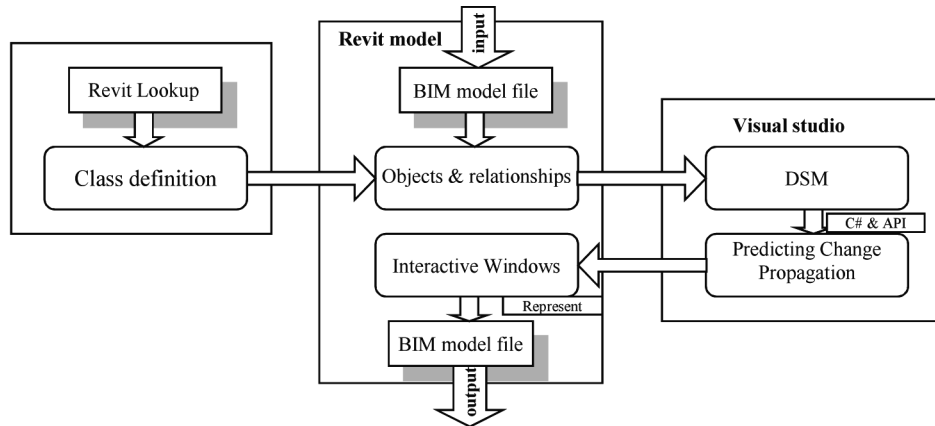 Revit Lookup
Class definition
Revit model
input
BIM model file
Objects & relationships
Interactive Windows
Represent
BIM model file
output
Visual studio
DSM
C# & API
Predicting Change
Propagation